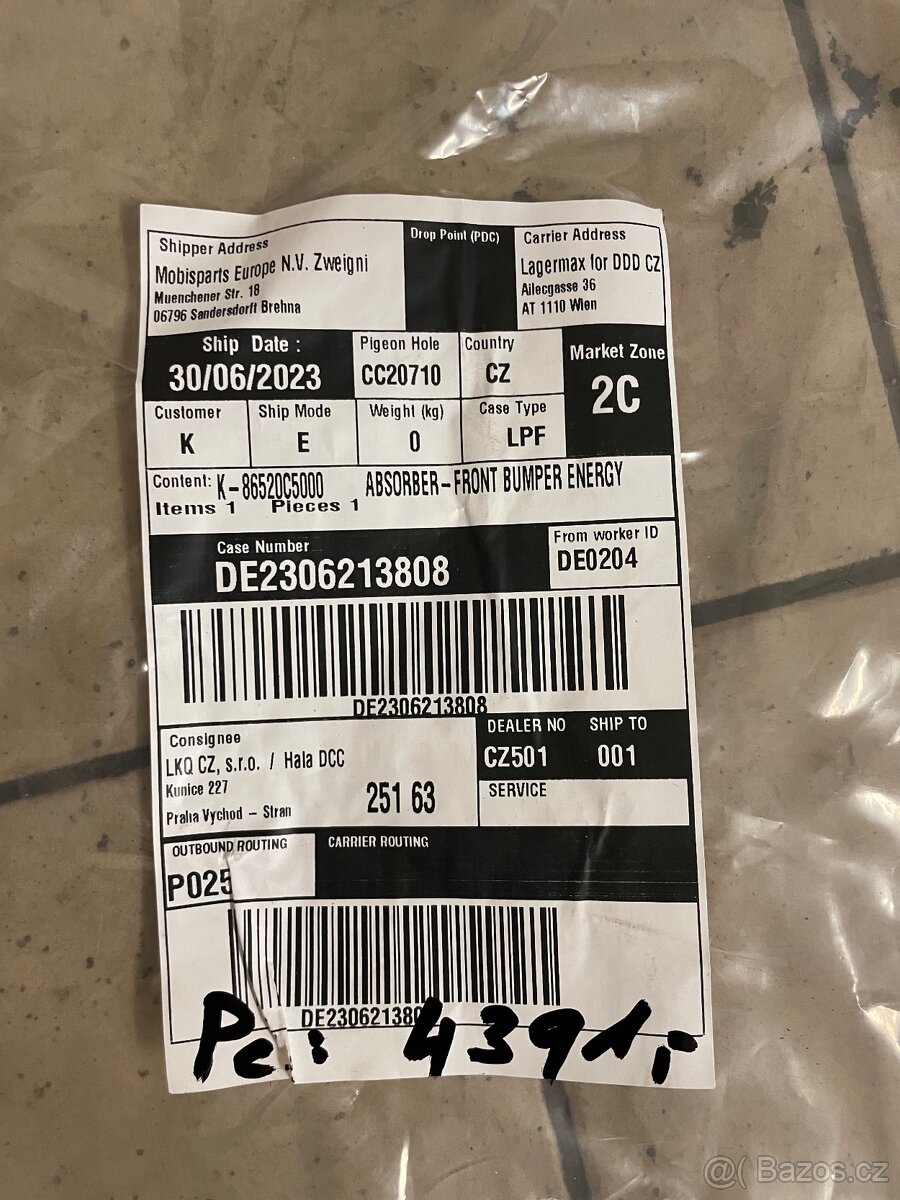 Shipper Address
Mobisparts Europe N.V. Zweigni
Muenchener Str. 18
06796 Sandersdorft Brehna
Drop Point (PDC)
Carrier Address
Lagermax for DDD CZ
Ailecgasse 36
AT 1110 Wien
Ship Date :
30/06/2023
Pigeon Hole
CC20710
Country
CZ
Market Zone
2C
Customer
K
Ship Mode
E
Weight (kg)
0
Case Type
LPF
Content: K-86520C5000 ABSORBER-FRONT BUMPER ENERGY
Items 1 Pieces 1
Case Number
DE2306213808
From worker ID
DE0204
DE2306213808
Consignee
LKQ CZ, s.r.o. / Hala DCC
Kunice 227
251 63
Praha Vychod - Stran
DEALER NO SHIP TO
CZ501 001
SERVICE
OUTBOUND ROUTING
P025
CARRIER ROUTING
DE230621380
Pc: 4391,-
@( Bazos.cz